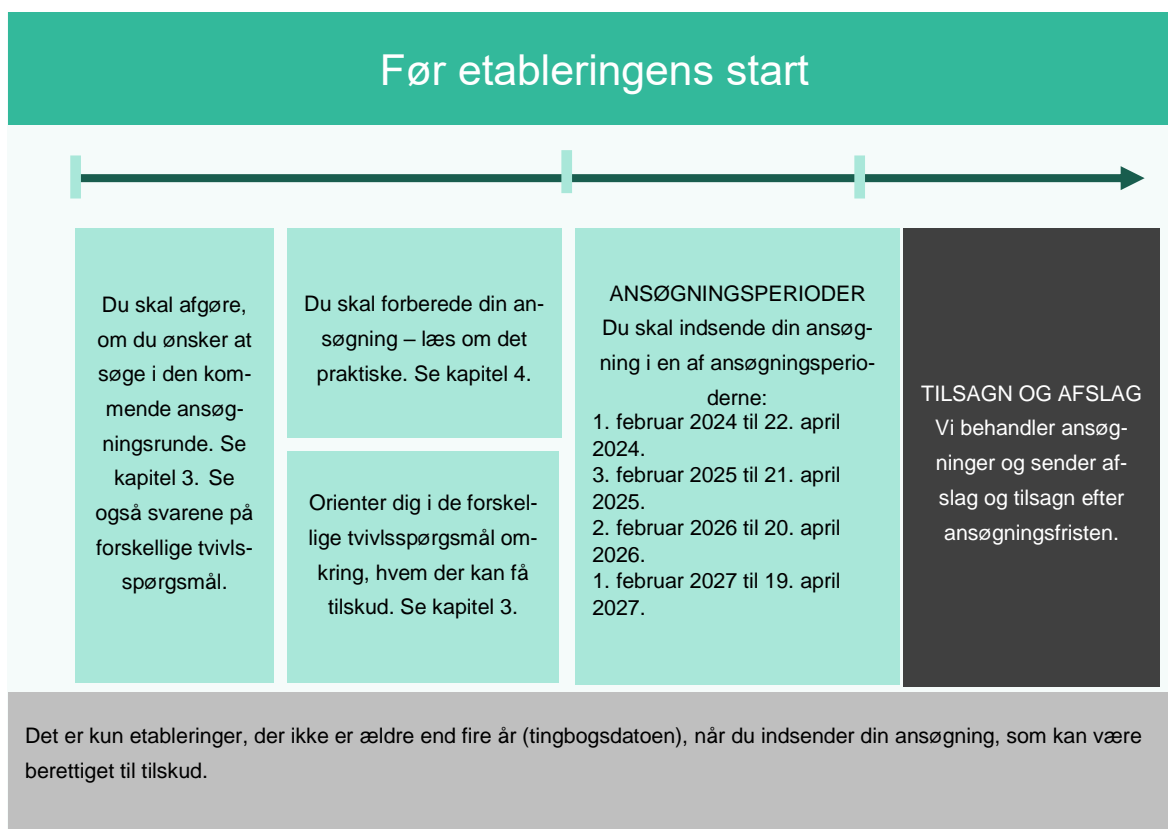 Før etableringens start
Du skal afgøre,
om du ønsker at
søge i den kom-
mende ansøg-
ningsrunde. Se
kapitel 3. Se
også svarene på
forskellige tvivls-
spørgsmål.
Du skal forberede din an-
søgning – læs om det
praktiske. Se kapitel 4.
Orienter dig i de forskel-
lige tvivlsspørgsmål om-
kring, hvem der kan få
tilskud. Se kapitel 3.
ANSØGNINGSPERIODER
Du skal indsende din ansøg-
ning i en af ansøgningsperio-
derne:
1. februar 2024 til 22. april
2024.
3. februar 2025 til 21. april
2025.
2. februar 2026 til 20. april
2026.
1. februar 2027 til 19. april
2027.
TILSAGN OG AFSLAG
Vi behandler ansøg-
ninger og sender af-
slag og tilsagn efter
ansøgningsfristen.
Det er kun etableringer, der ikke er ældre end fire år (tingbogsdatoen), når du indsender din ansøgning, som kan være
berettiget til tilskud.